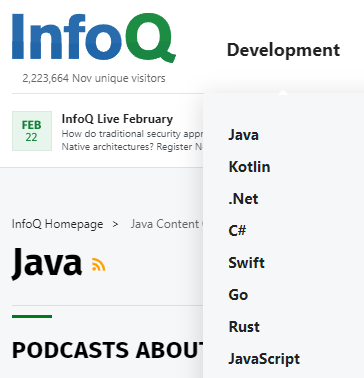 InfoQ
2,223,664 Nov unique visitors
Development
FEB
22
InfoQ Live February
How do traditional security
Native architectures? Register
Java
Kotlin
.Net
C#
Swift
Go
Rust
JavaScript
InfoQ Homepage > Java Content
Java
PODCASTS ABOUT